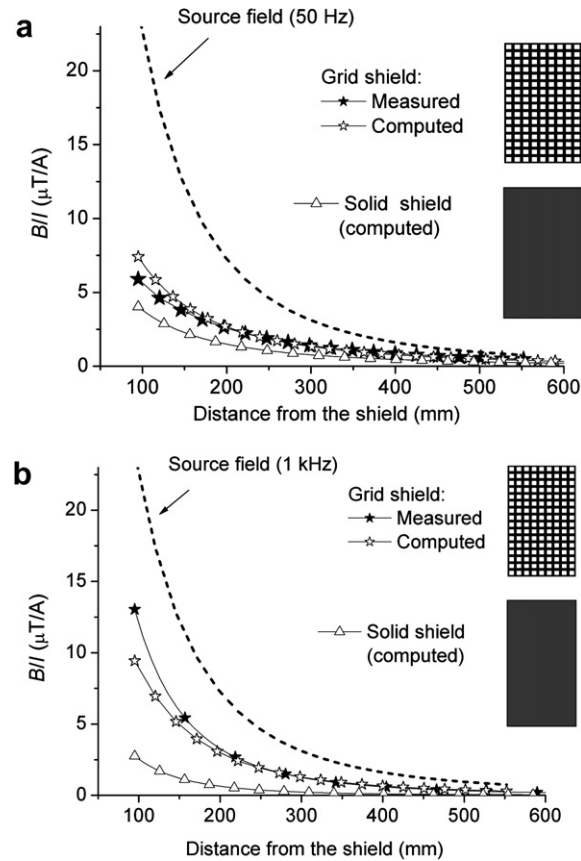 a
Source field (50 Hz)
Grid shield:
Measured
Computed
Solid shield
(computed)
B/I (μT/A)
20
15
10
5
0
100 200 300 400 500 600
Distance from the shield (mm)
b
Source field (1 kHz)
Grid shield:
Measured
Computed
Solid shield
(computed)
B/I (μT/A)
20
15
10
5
0
100 200 300 400 500 600
Distance from the shield (mm)